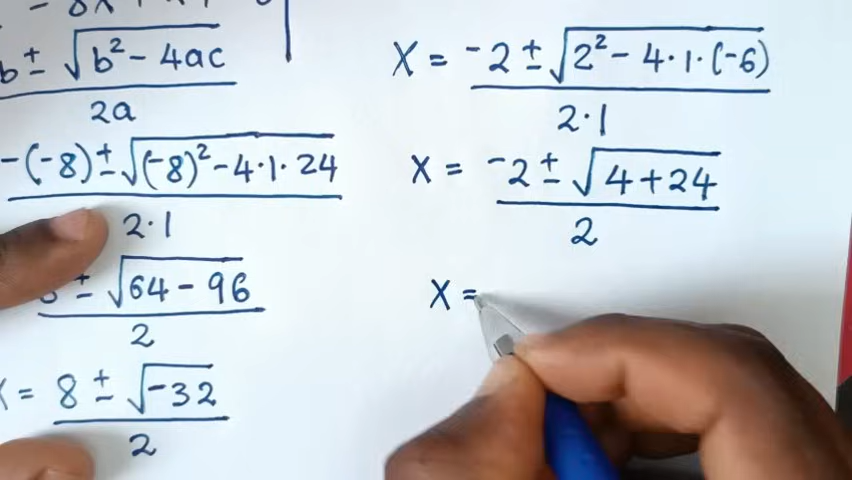 b ± √(b² - 4ac)
2a
-(-8) ± √((-8)² - 4·1·24)
2·1
± √(64 - 96)
2
X = 8 ± √(-32)
2
X = -2 ± √(2² - 4·1·(-6))
2·1
X = -2 ± √(4 + 24)
2
X =